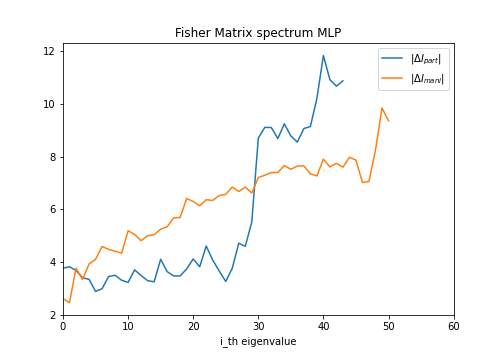 Fisher Matrix spectrum MLP
|ΔI_part|
|ΔI_mani|
12
10
8
6
4
2
0 10 20 30 40 50 60
i_th eigenvalue